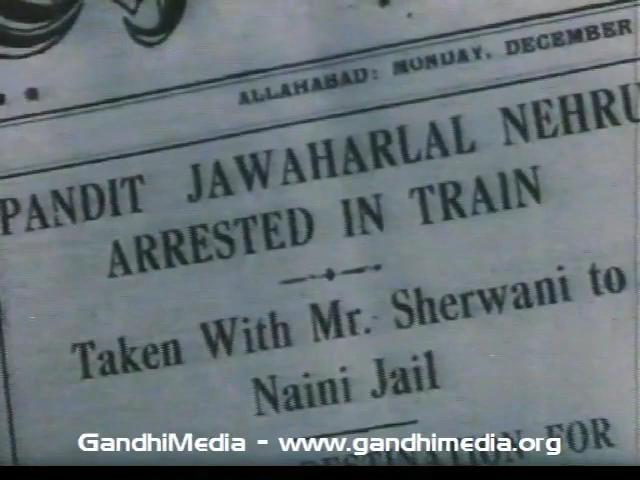 ALLAHABAD: MONDAY, DECEMBER
PANDIT JAWAHARLAL NEHRU
ARRESTED IN TRAIN
Taken With Mr. Sherwani to
Naini Jail
DESTINATION FOR
GandhiMedia - www.gandhimedia.org